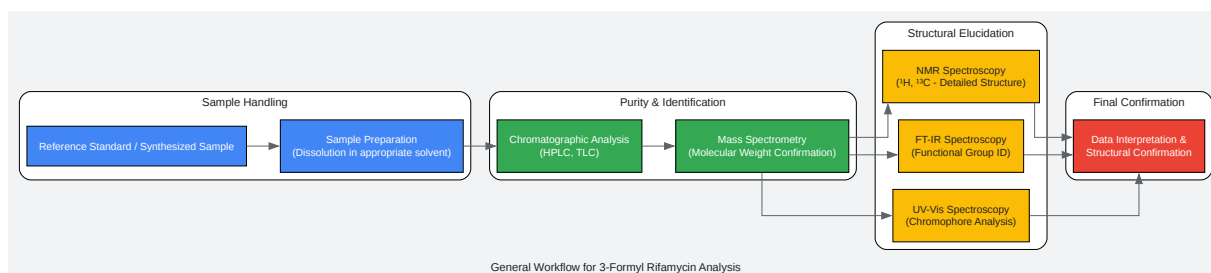 Sample Handling
Reference Standard / Synthesized Sample
Sample Preparation
(Dissolution in appropriate solvent)
Purity & Identification
Chromatographic Analysis
(HPLC, TLC)
Mass Spectrometry
(Molecular Weight Confirmation)
Structural Elucidation
NMR Spectroscopy
(¹H, ¹³C - Detailed Structure)
FT-IR Spectroscopy
(Functional Group ID)
UV-Vis Spectroscopy
(Chromophore Analysis)
Final Confirmation
Data Interpretation &
Structural Confirmation
General Workflow for 3-Formyl Rifamycin Analysis